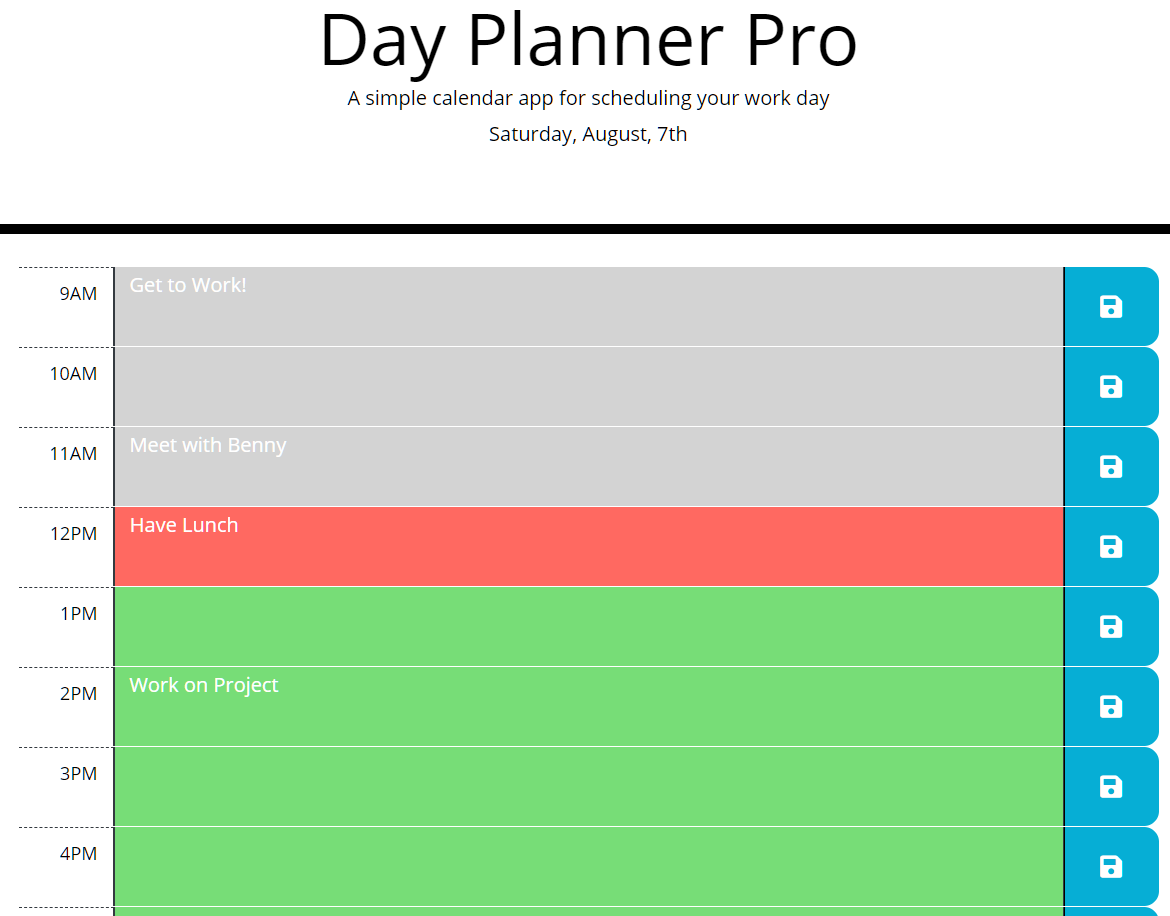 Day Planner Pro
A simple calendar app for scheduling your work day
Saturday, August, 7th
9AM
Get to Work!
10AM
11AM
Meet with Benny
12PM
Have Lunch
1PM
2PM
Work on Project
3PM
4PM